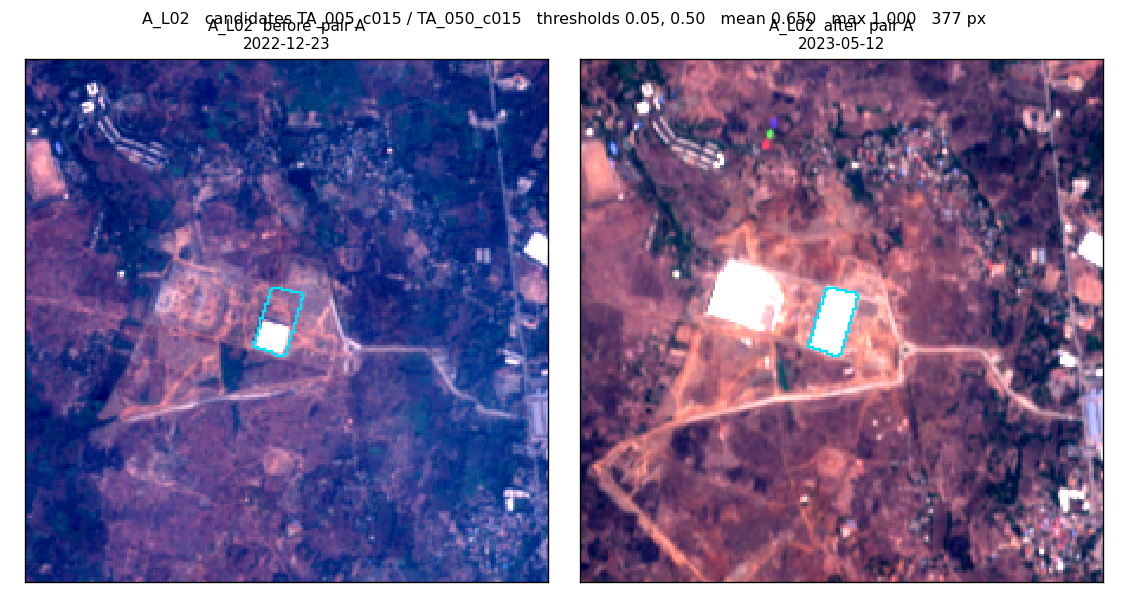 A_L02   candidates TA_005_c015 / TA_050_c015   thresholds 0.05, 0.50   mean 0.650   max 1.000   377 px
A_L02  before  pair A
2022-12-23
A_L02  after  pair A
2023-05-12